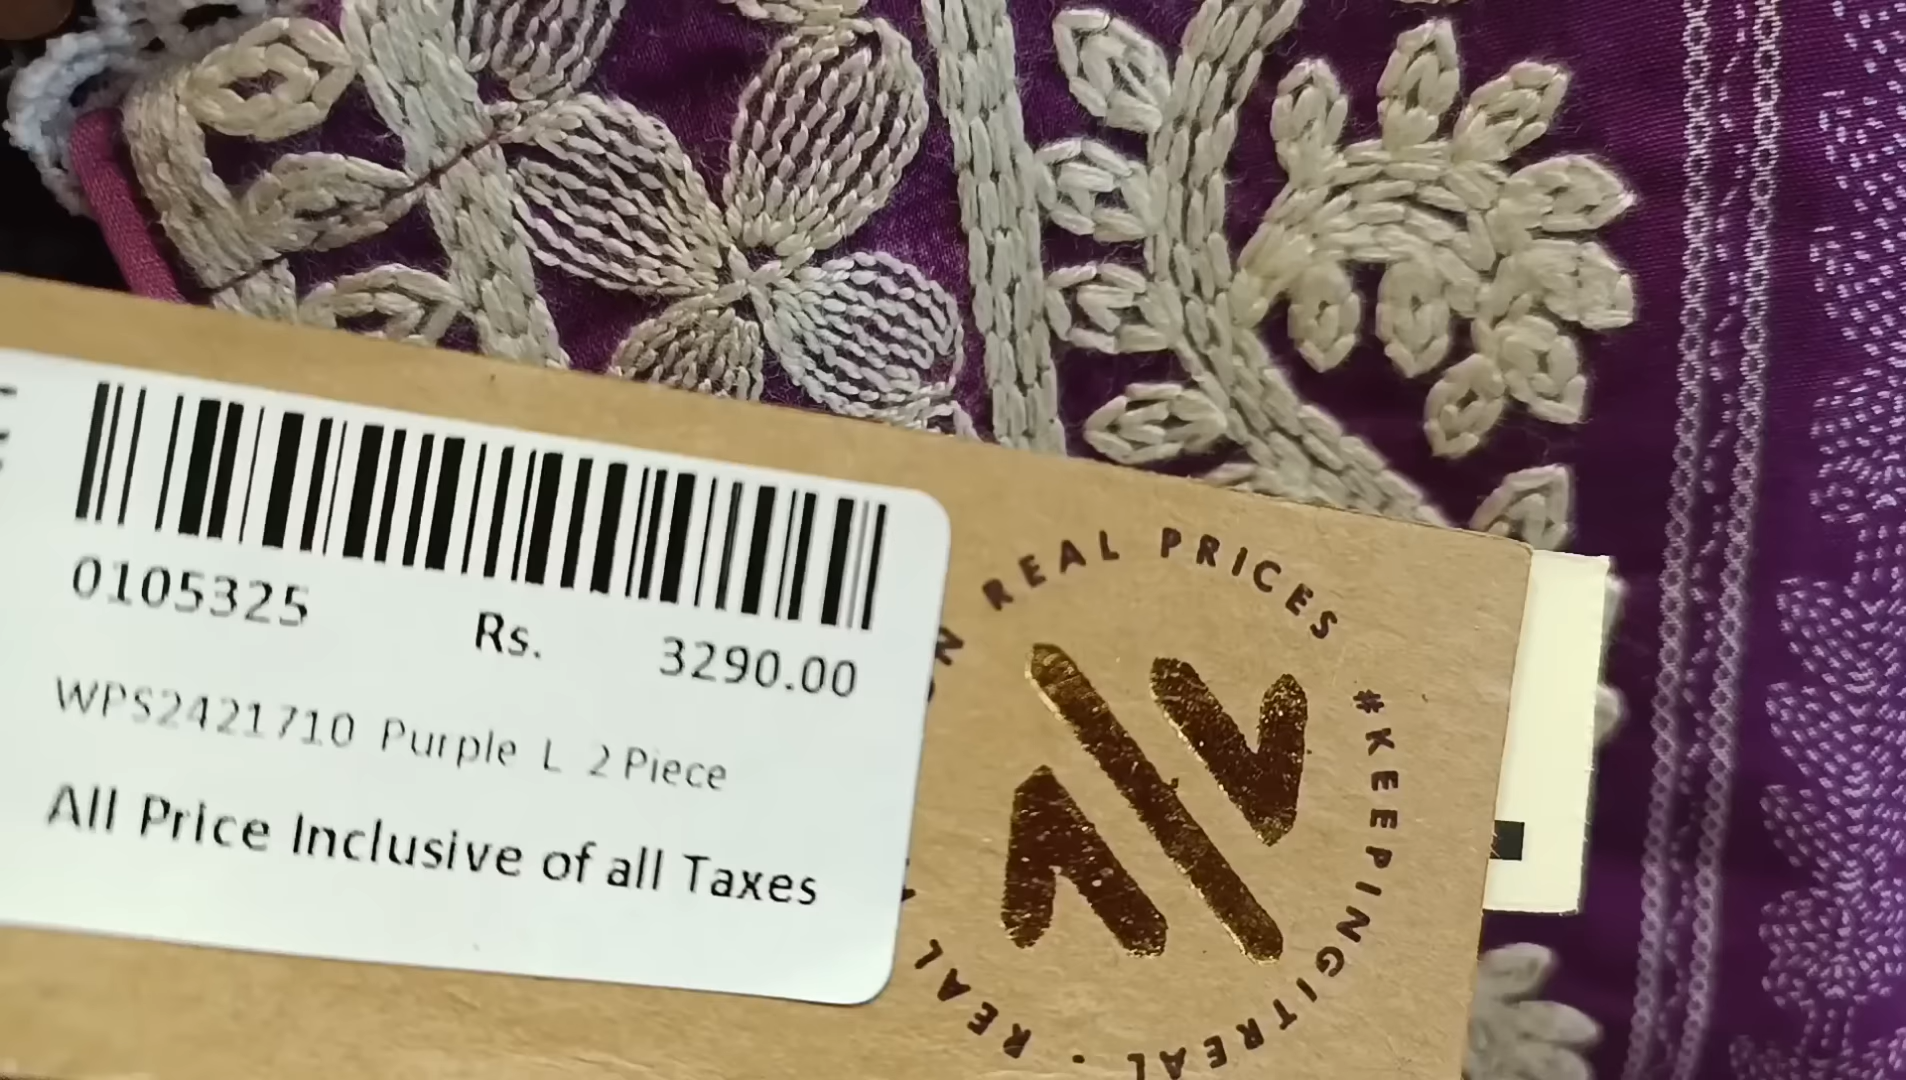 0105325 Rs. 3290.00
WPS2421710 Purple L 2 Piece
All Price Inclusive of all Taxes
REAL PRICES
#KEEPINGITREAL · REAL